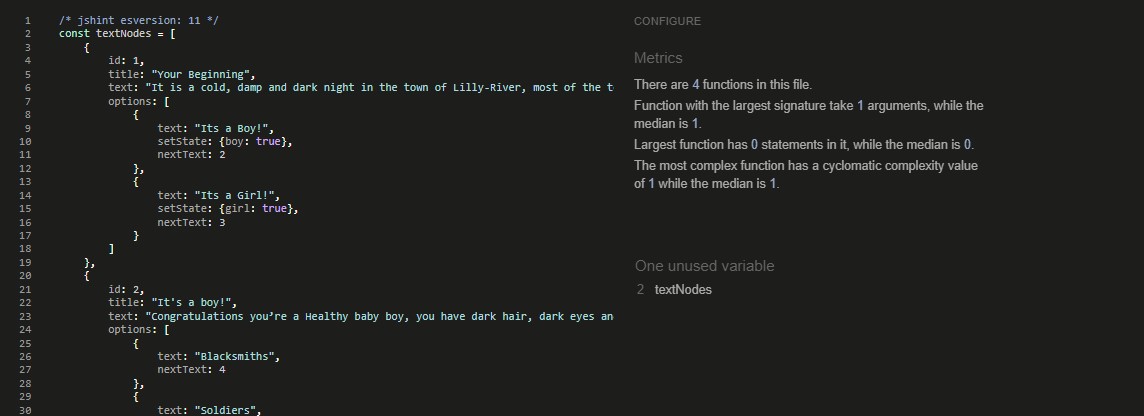 1 /* jshint esversion: 11 */
2 const textNodes = [
3 {
4 id: 1,
5 title: "Your Beginning",
6 text: "It is a cold, damp and dark night in the town of Lilly-River, most of the t
7 options: [
8 {
9 text: "Its a Boy!",
10 setState: {boy: true},
11 nextText: 2
12 },
13 {
14 text: "Its a Girl!",
15 setState: {girl: true},
16 nextText: 3
17 }
18 ]
19 },
20 {
21 id: 2,
22 title: "It's a boy!",
23 text: "Congratulations you’re a Healthy baby boy, you have dark hair, dark eyes an
24 options: [
25 {
26 text: "Blacksmiths",
27 nextText: 4
28 },
29 {
30 text: "Soldiers",
CONFIGURE
Metrics
There are 4 functions in this file.
Function with the largest signature take 1 arguments, while the
median is 1.
Largest function has 0 statements in it, while the median is 0.
The most complex function has a cyclomatic complexity value
of 1 while the median is 1.
One unused variable
2 textNodes